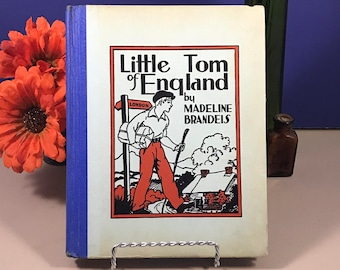 Little Tom
of England
by
MADELINE
BRANDEIS
LONDON